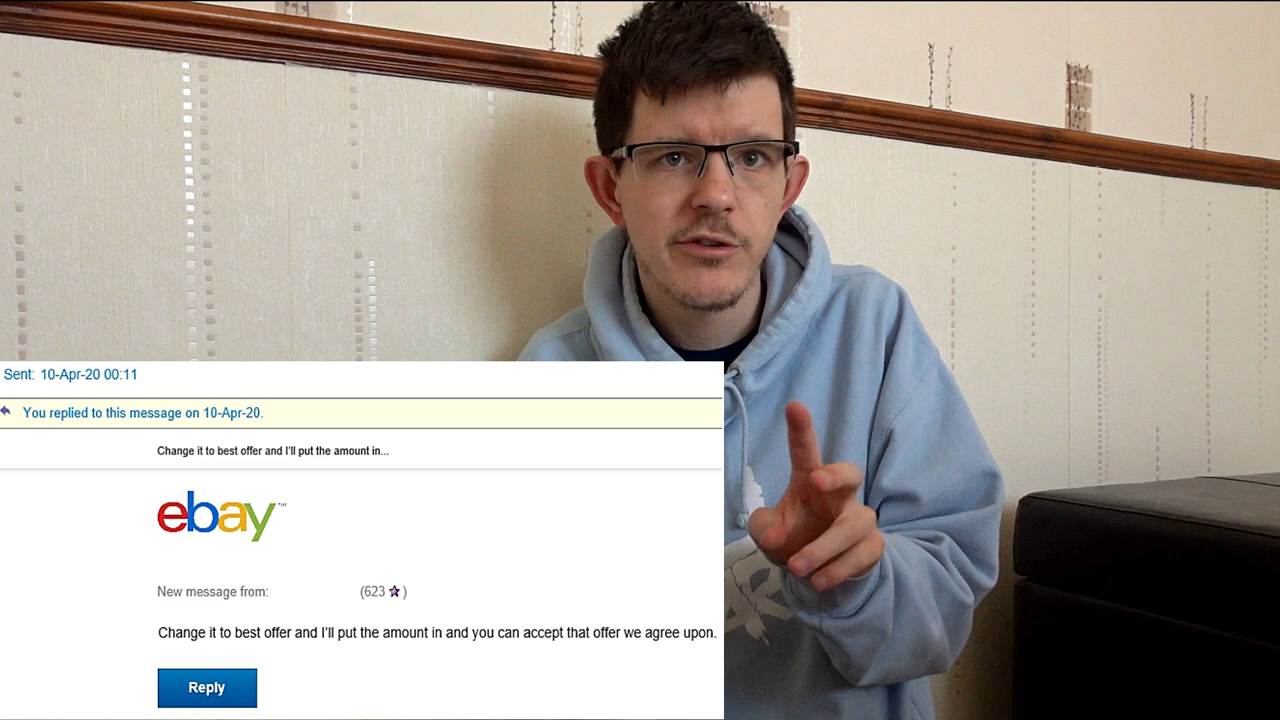 Sent: 10-Apr-20 00:11
You replied to this message on 10-Apr-20.
Change it to best offer and I'll put the amount in...
ebay
New message from: (623 )
Change it to best offer and I'll put the amount in and you can accept that offer we agree upon.
Reply